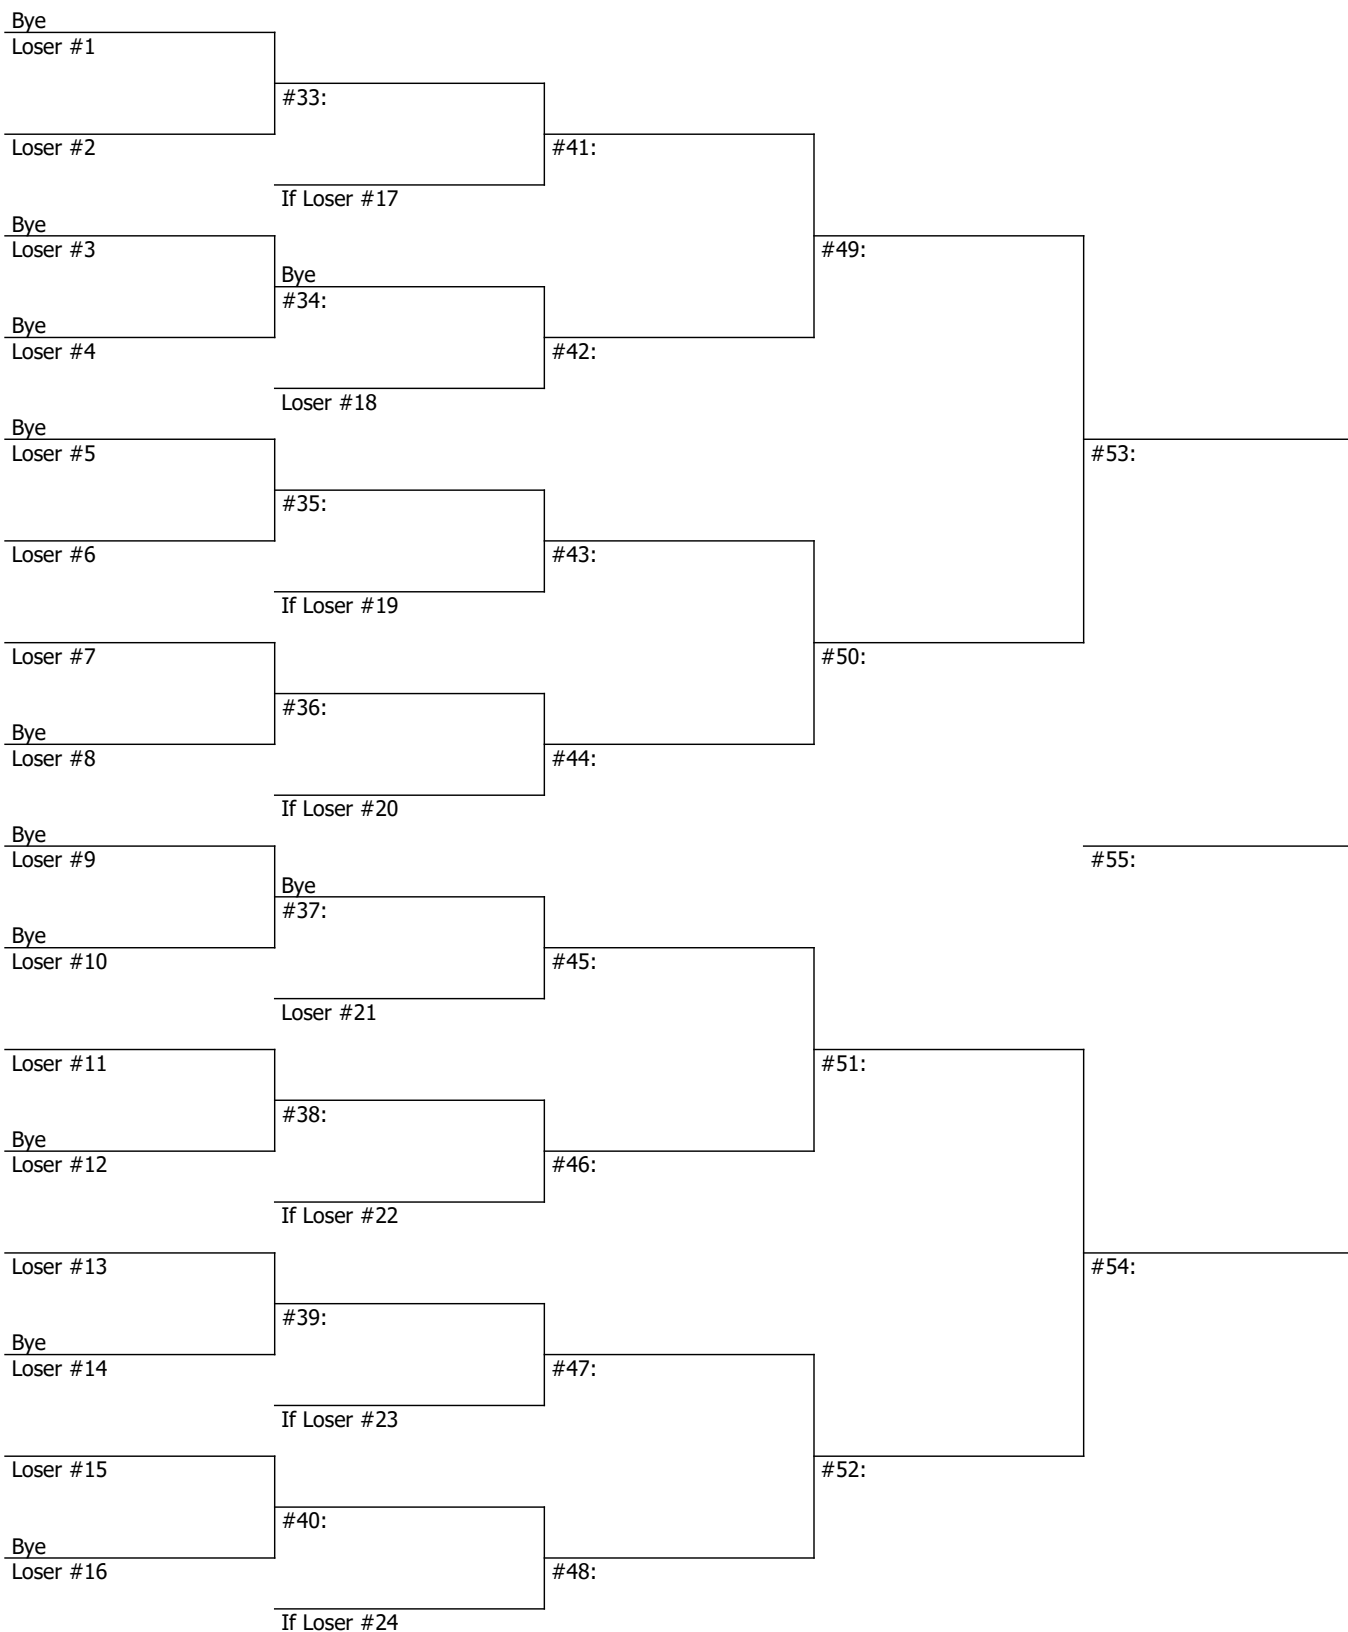 Bye
Loser #1
#33:
Loser #2
#41:
If Loser #17
Bye
Loser #3
#49:
Bye
#34:
Bye
Loser #4
#42:
Loser #18
Bye
Loser #5
#53:
#35:
Loser #6
#43:
If Loser #19
Loser #7
#50:
#36:
Bye
Loser #8
#44:
If Loser #20
Bye
Loser #9
#55:
Bye
#37:
Bye
Loser #10
#45:
Loser #21
Loser #11
#51:
#38:
Bye
Loser #12
#46:
If Loser #22
Loser #13
#54:
#39:
Bye
Loser #14
#47:
If Loser #23
Loser #15
#52:
#40:
Bye
Loser #16
#48:
If Loser #24